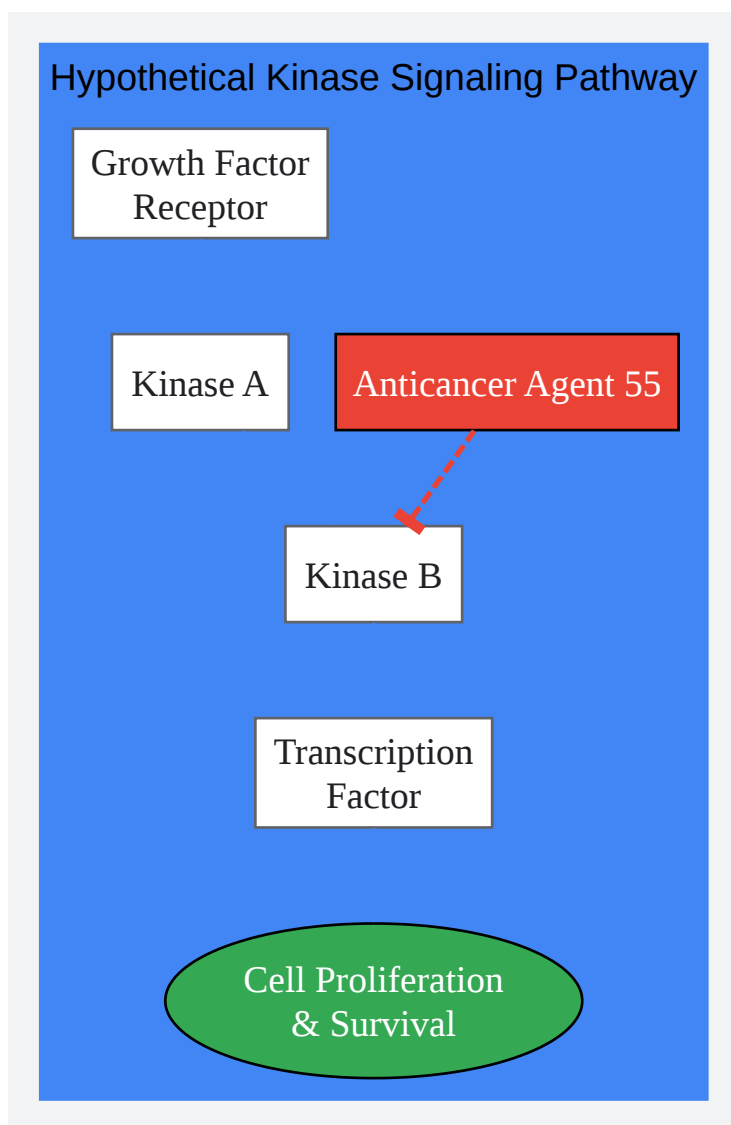 Hypothetical Kinase Signaling Pathway
Growth Factor
Receptor
Kinase A
Anticancer Agent 55
Kinase B
Transcription
Factor
Cell Proliferation
& Survival